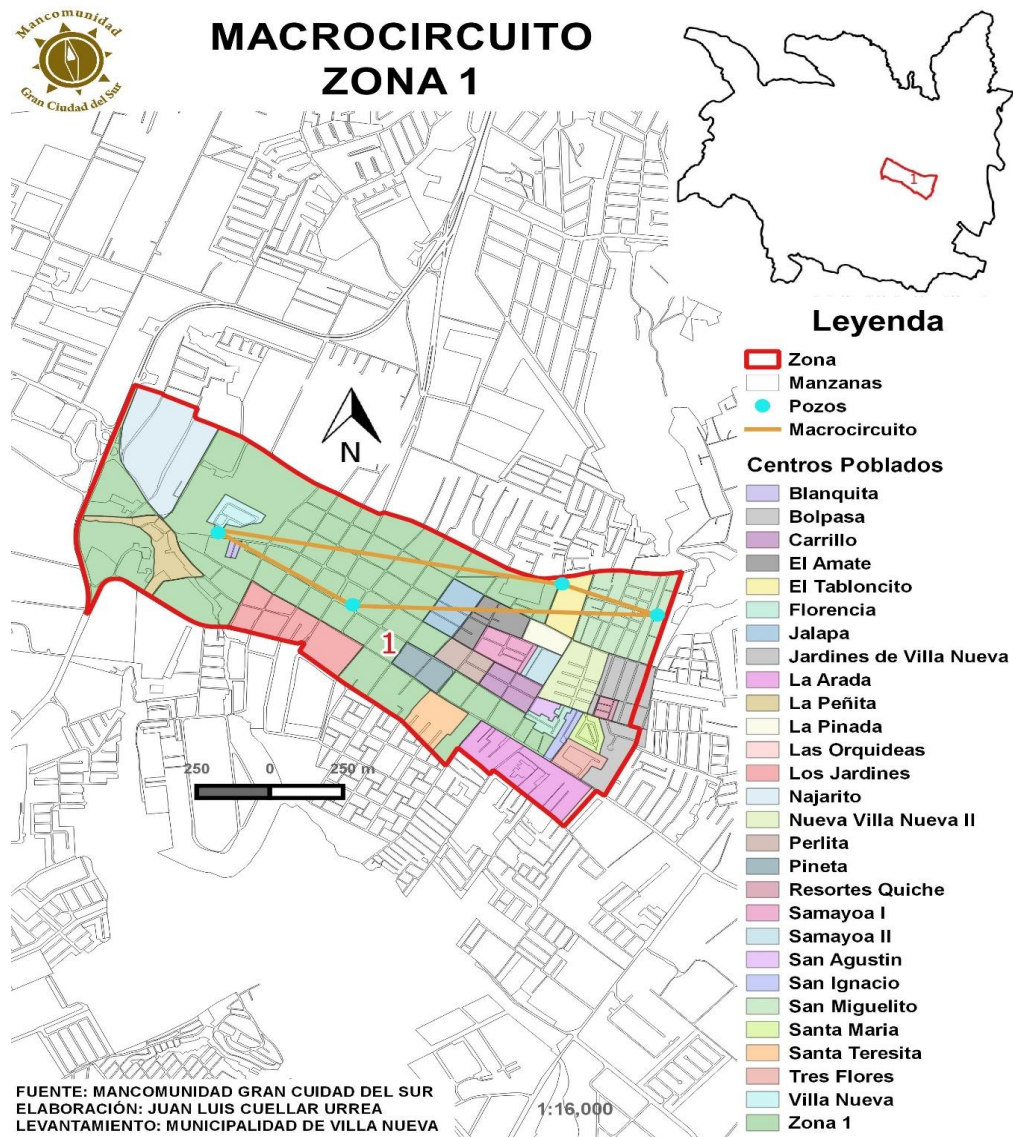 Mancomunidad
Gran Ciudad del Sur
MACROCIRCUITO
ZONA 1
1
N
1
250 0 250 m
Leyenda
Zona
Manzanas
Pozos
Macrocircuito
Centros Poblados
Blanquita
Bolpasa
Carrillo
El Amate
El Tabloncito
Florencia
Jalapa
Jardines de Villa Nueva
La Arada
La Peñita
La Pinada
Las Orquideas
Los Jardines
Najarito
Nueva Villa Nueva II
Perlita
Pineta
Resortes Quiche
Samayoa I
Samayoa II
San Agustin
San Ignacio
San Miguelito
Santa Maria
Santa Teresita
Tres Flores
Villa Nueva
Zona 1
FUENTE: MANCOMUNIDAD GRAN CUIDAD DEL SUR
ELABORACIÓN: JUAN LUIS CUELLAR URREA
LEVANTAMIENTO: MUNICIPALIDAD DE VILLA NUEVA
1:16,000